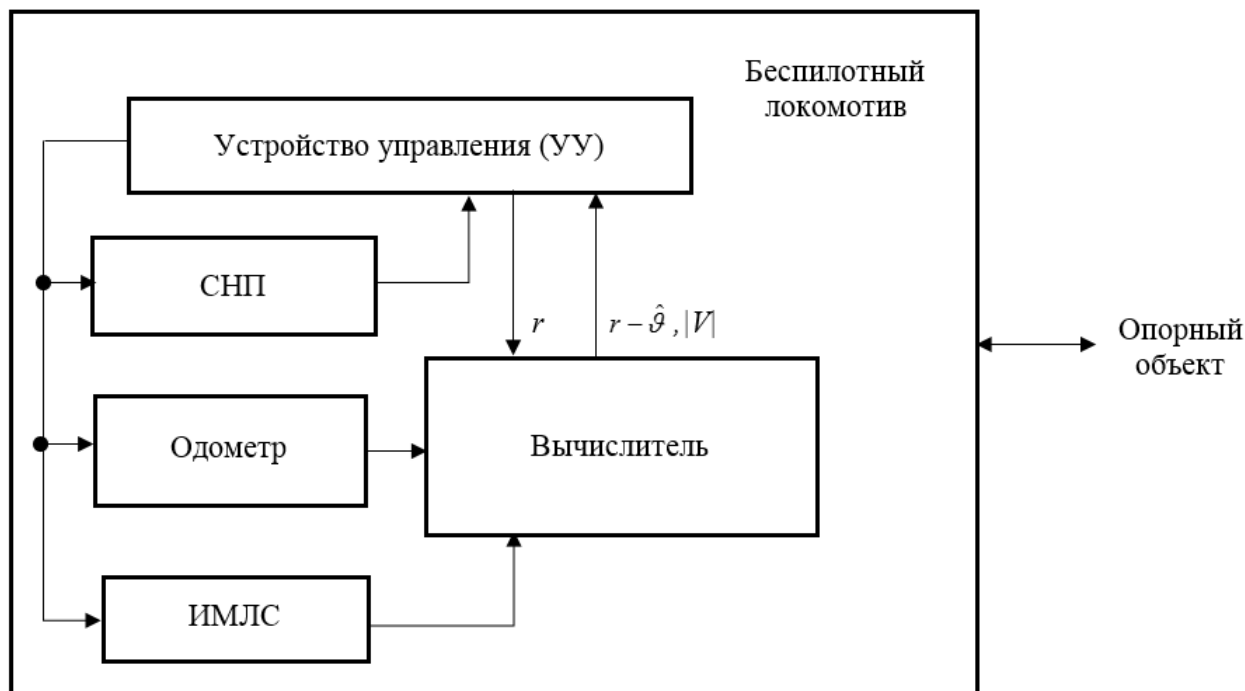 Беспилотный
локомотив
Устройство управления (УУ)
СНП
r
r − ϑ̂ , |V|
Опорный
объект
Одометр
Вычислитель
ИМЛС